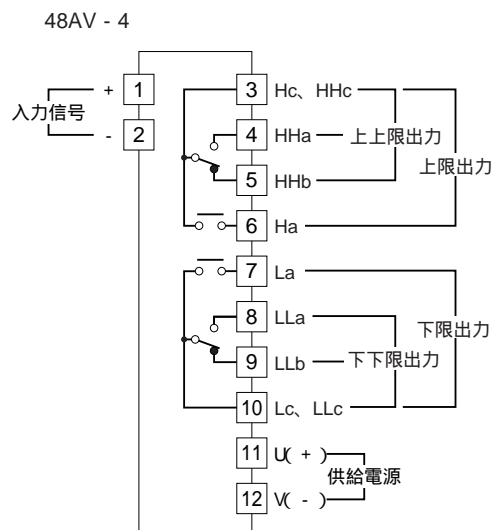 48AV - 4
+ 1
入力信号
- 2
3 Hc、HHc
4 HHa
上上限出力
5 HHb
上限出力
6 Ha
7 La
8 LLa
下限出力
9 LLb
下下限出力
10 Lc、LLc
11 U( + )
供給電源
12 V( - )